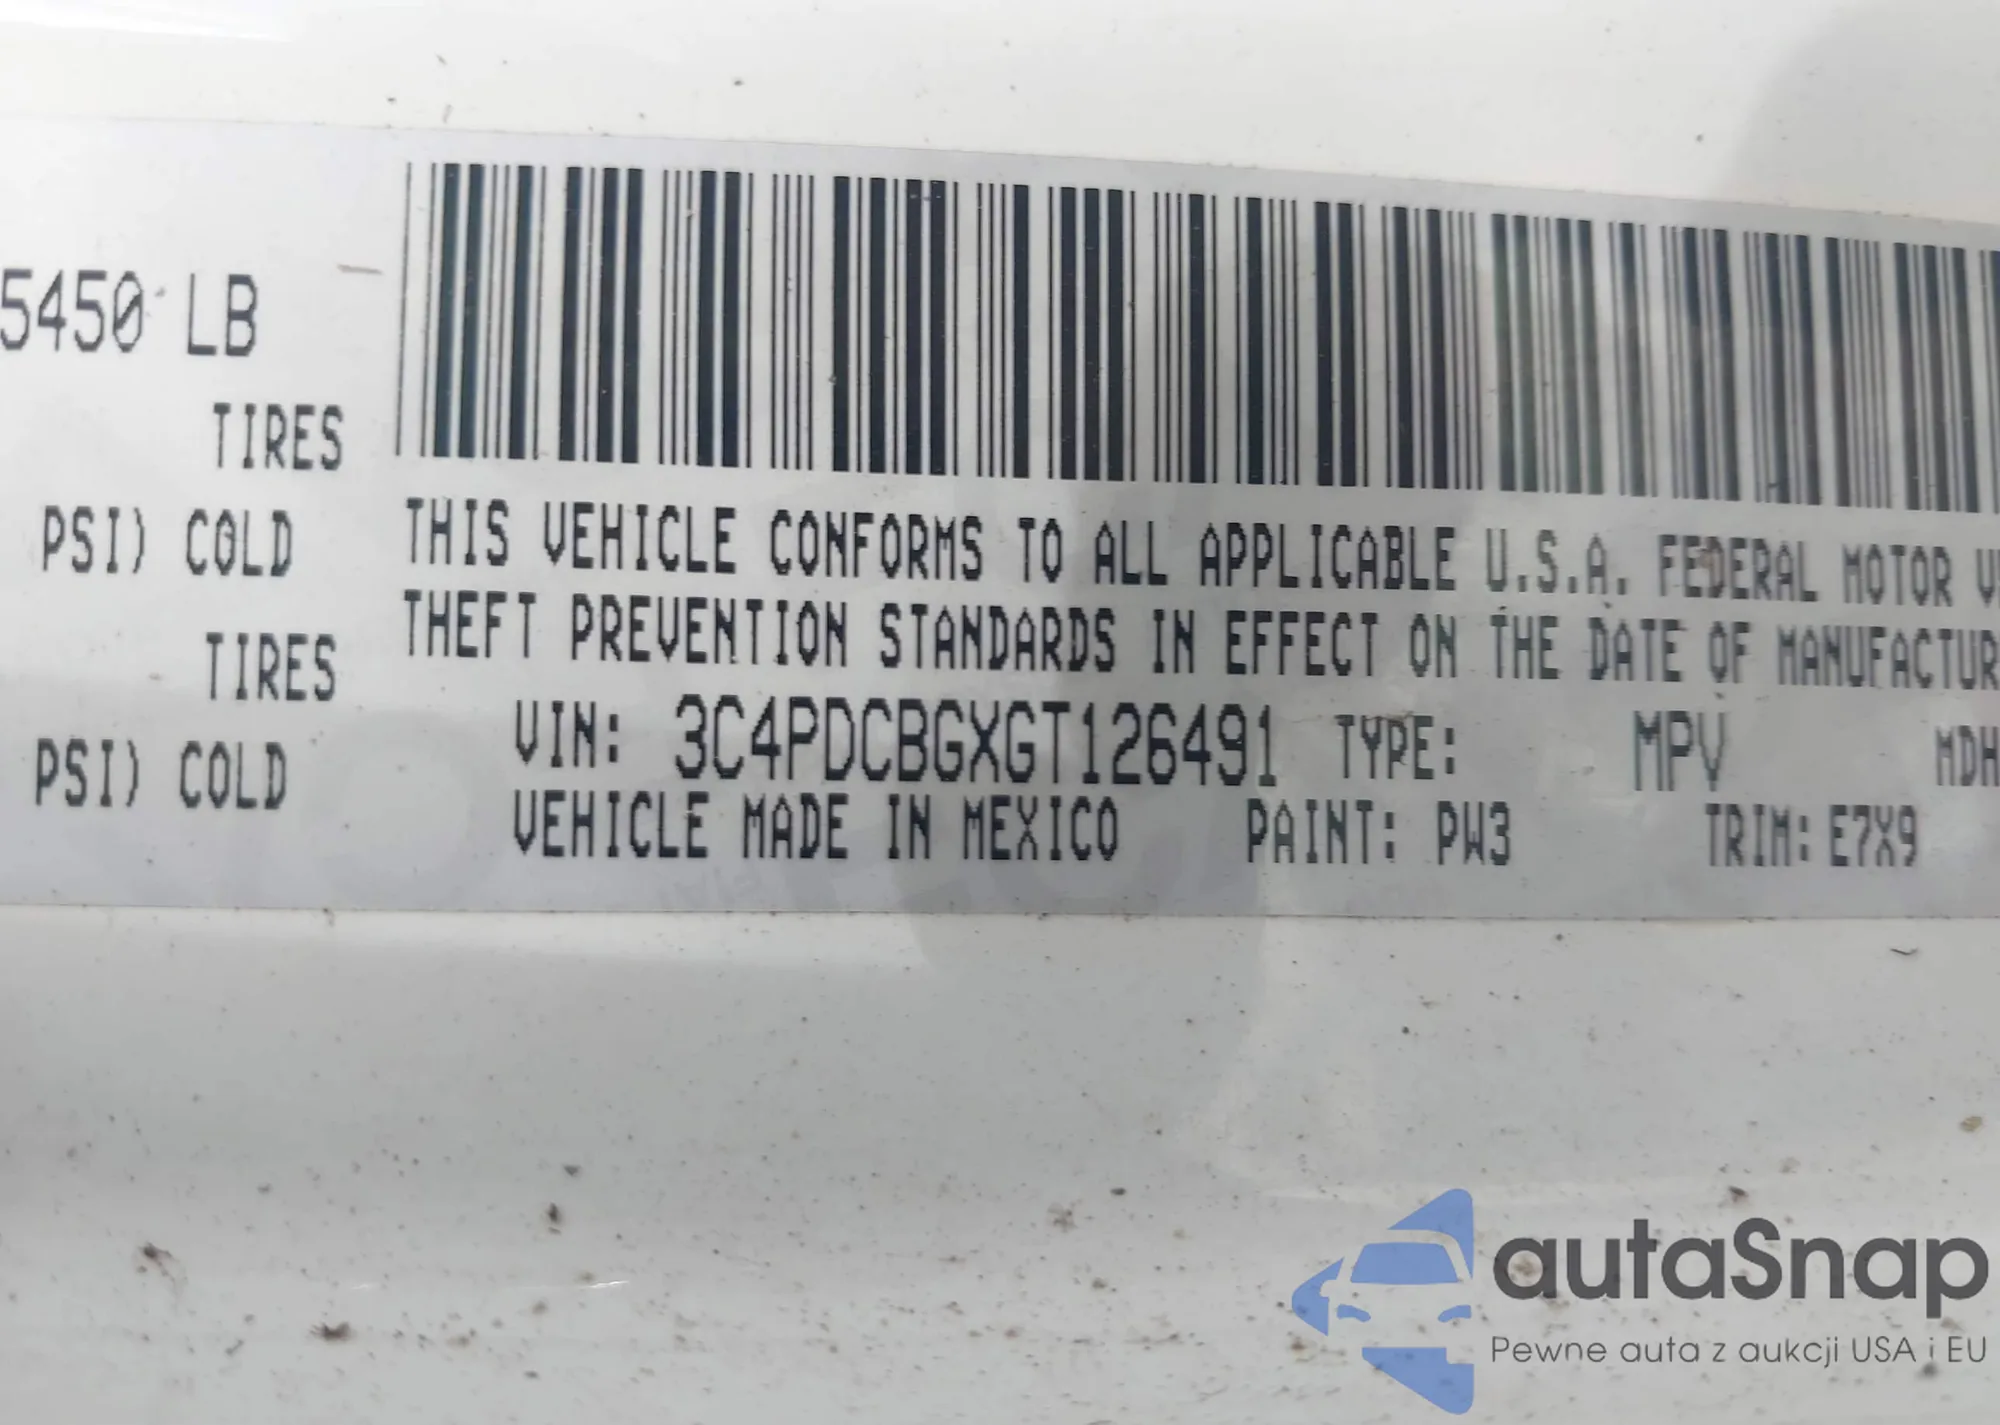 5450 LB
TIRES
PSI) COLD
TIRES
PSI) COLD
THIS VEHICLE CONFORMS TO ALL APPLICABLE U.S.A. FEDERAL MOTOR
THEFT PREVENTION STANDARDS IN EFFECT ON THE DATE OF MANUFACTUR
VIN: 3C4PDCBGXGT126491 TYPE: MPV MDH
VEHICLE MADE IN MEXICO PAINT: PW3 TRIM: E7X9
autaSnap
Pewne auta z aukcji USA i EU